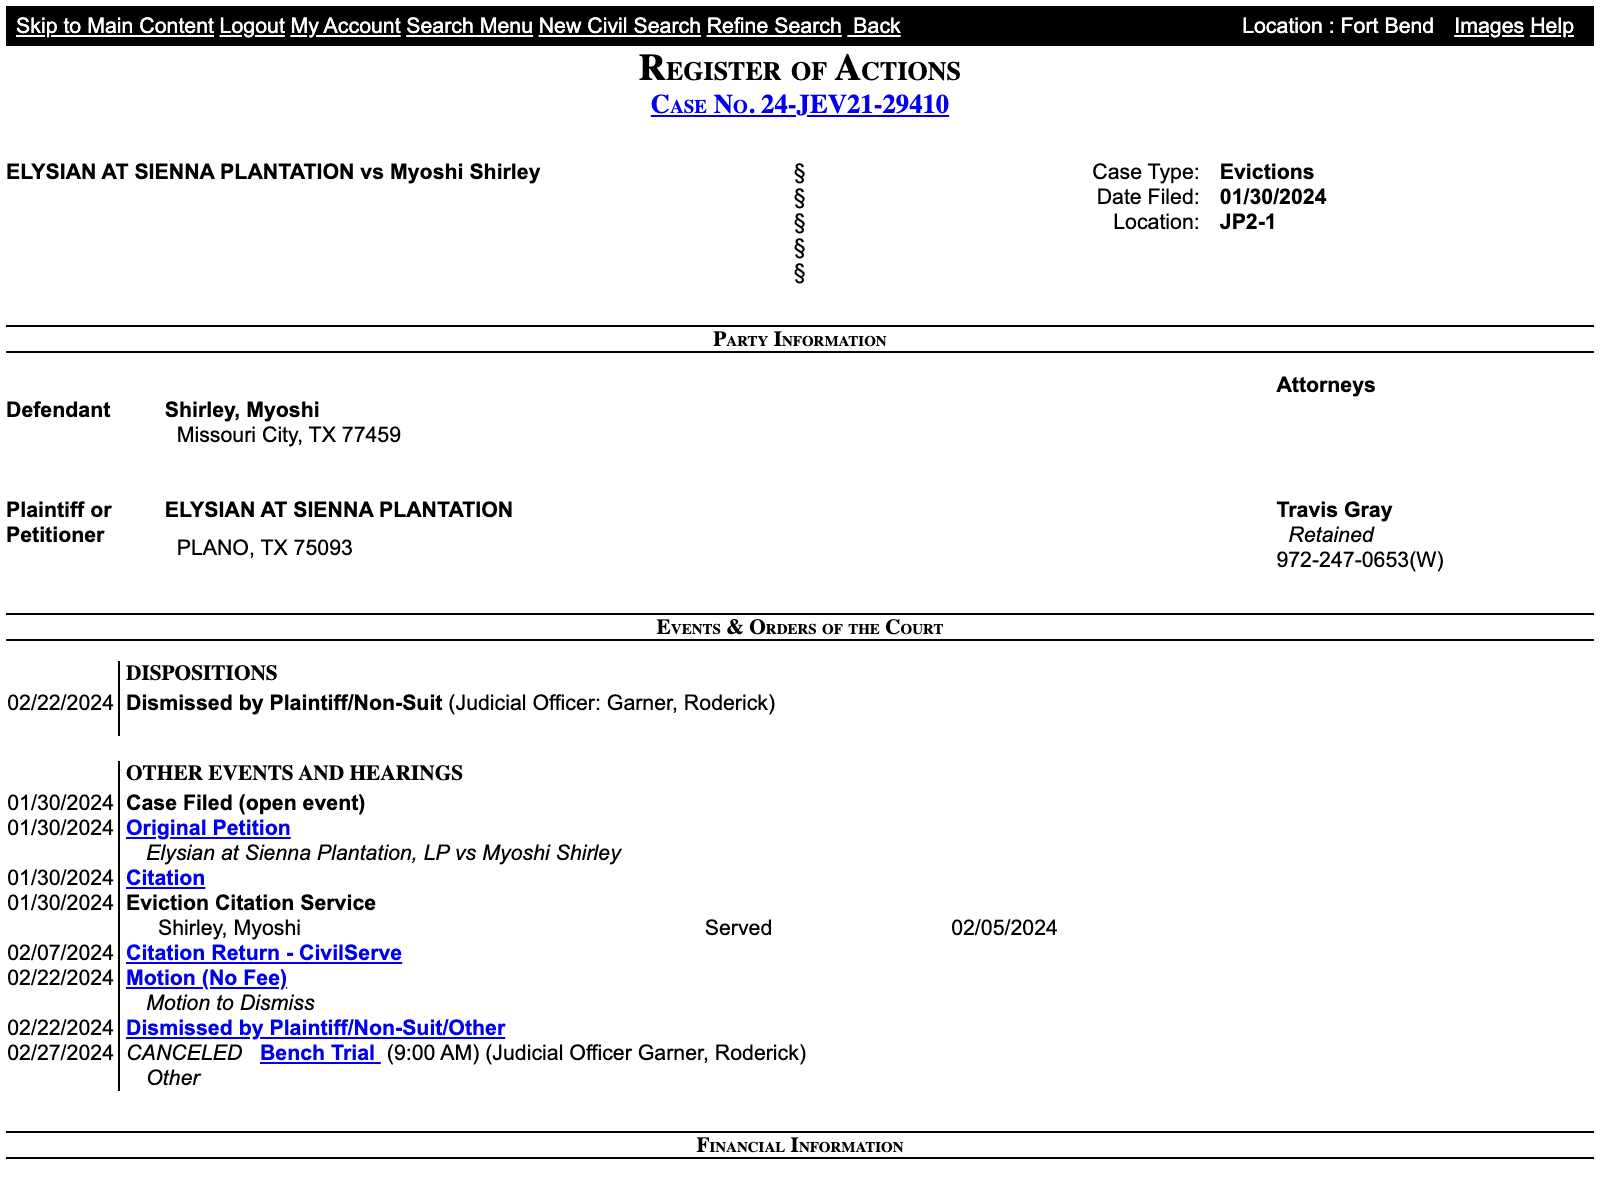 Skip to Main Content Logout My Account Search Menu New Civil Search Refine Search Back Location : Fort Bend Images Help
Register of Actions
Case No. 24-JEV21-29410
ELYSIAN AT SIENNA PLANTATION vs Myoshi Shirley § Case Type: Evictions
§ Date Filed: 01/30/2024
§ Location: JP2-1
§
§
Party Information
Attorneys
Defendant Shirley, Myoshi
Missouri City, TX 77459
Plaintiff or ELYSIAN AT SIENNA PLANTATION Travis Gray
Petitioner Retained
PLANO, TX 75093
972-247-0653(W)
Events & Orders of the Court
DISPOSITIONS
02/22/2024 Dismissed by Plaintiff/Non-Suit (Judicial Officer: Garner, Roderick)
OTHER EVENTS AND HEARINGS
01/30/2024 Case Filed (open event)
01/30/2024 Original Petition
Elysian at Sienna Plantation, LP vs Myoshi Shirley
01/30/2024 Citation
01/30/2024 Eviction Citation Service
Shirley, Myoshi Served 02/05/2024
02/07/2024 Citation Return - CivilServe
02/22/2024 Motion (No Fee)
Motion to Dismiss
02/22/2024 Dismissed by Plaintiff/Non-Suit/Other
02/27/2024 CANCELED Bench Trial (9:00 AM) (Judicial Officer Garner, Roderick)
Other
Financial Information